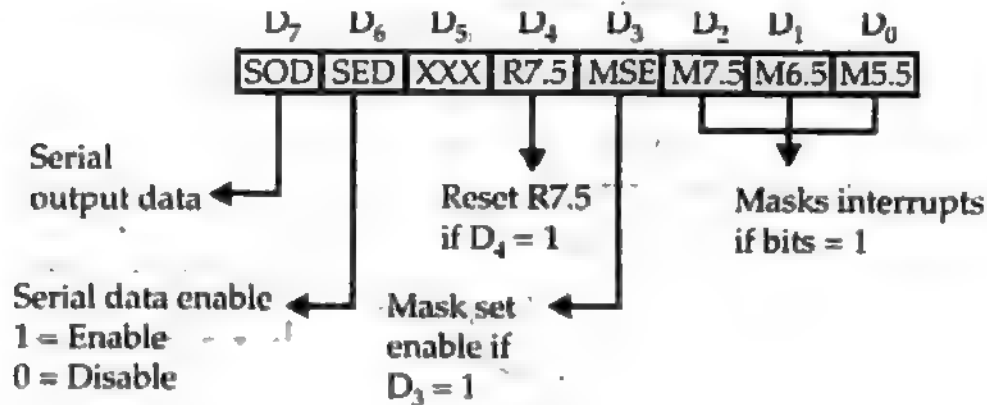 D7 D6 D5 D4 D3 D2 D1 D0
SOD SED XXX R7.5 MSE M7.5 M6.5 M5.5
Serial
output data
Reset R7.5
if D4 = 1
Masks interrupts
if bits = 1
Serial data enable
1 = Enable
0 = Disable
Mask set
enable if
D3 = 1